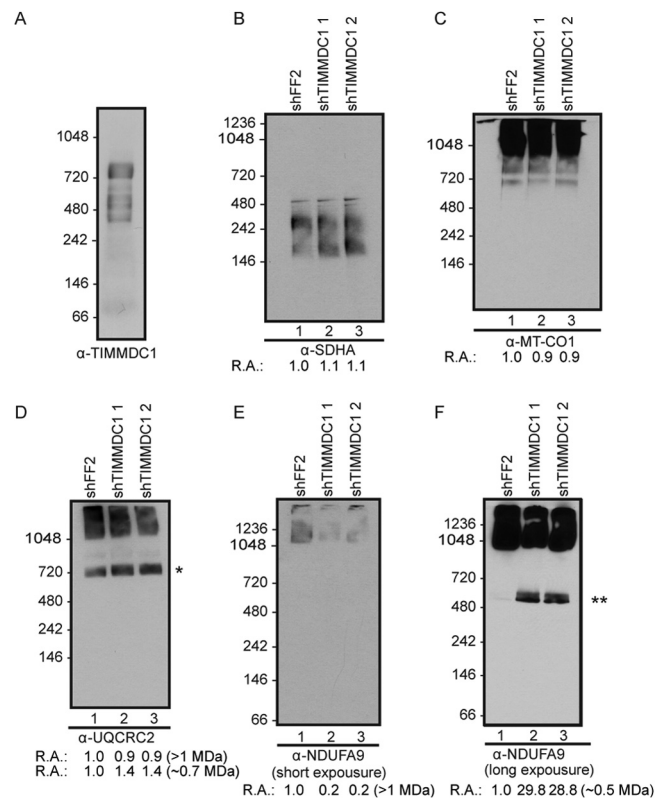 A
1048
720
480
242
146
66
α-TIMMDC1
B
shFF2
shTIMMDC1 1
shTIMMDC1 2
1236
1048
720
480
242
146
1 2 3
α-SDHA
R.A.: 1.0 1.1 1.1
C
shFF2
shTIMMDC1 1
shTIMMDC1 2
1048
720
480
242
146
1 2 3
α-MT-CO1
R.A.: 1.0 0.9 0.9
D
shFF2
shTIMMDC1 1
shTIMMDC1 2
1048
720 *
480
242
146
1 2 3
α-UQCRC2
R.A.: 1.0 0.9 0.9 (>1 MDa)
R.A.: 1.0 1.4 1.4 (~0.7 MDa)
E
shFF2
shTIMMDC1 1
shTIMMDC1 2
1236
1048
720
480
242
146
66
1 2 3
α-NDUFA9
(short expousure)
R.A.: 1.0 0.2 0.2 (>1 MDa)
F
shFF2
shTIMMDC1 1
shTIMMDC1 2
1236
1048
720
480 **
242
146
66
1 2 3
α-NDUFA9
(long expousure)
R.A.: 1.0 29.8 28.8 (~0.5 MDa)